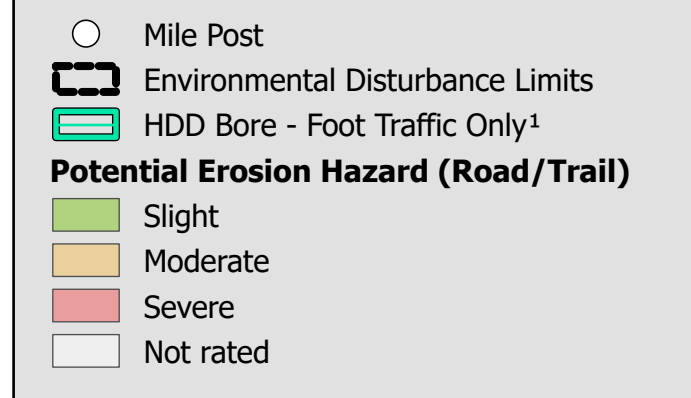 Mile Post
Environmental Disturbance Limits
HDD Bore - Foot Traffic Only¹
Potential Erosion Hazard (Road/Trail)
Slight
Moderate
Severe
Not rated